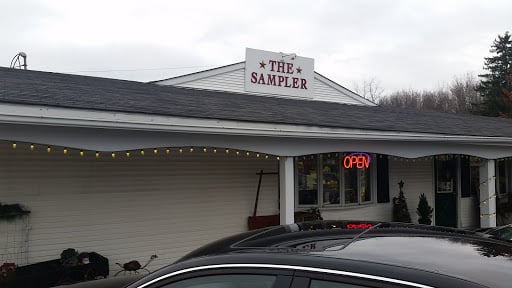 ★ THE ★
SAMPLER
OPEN